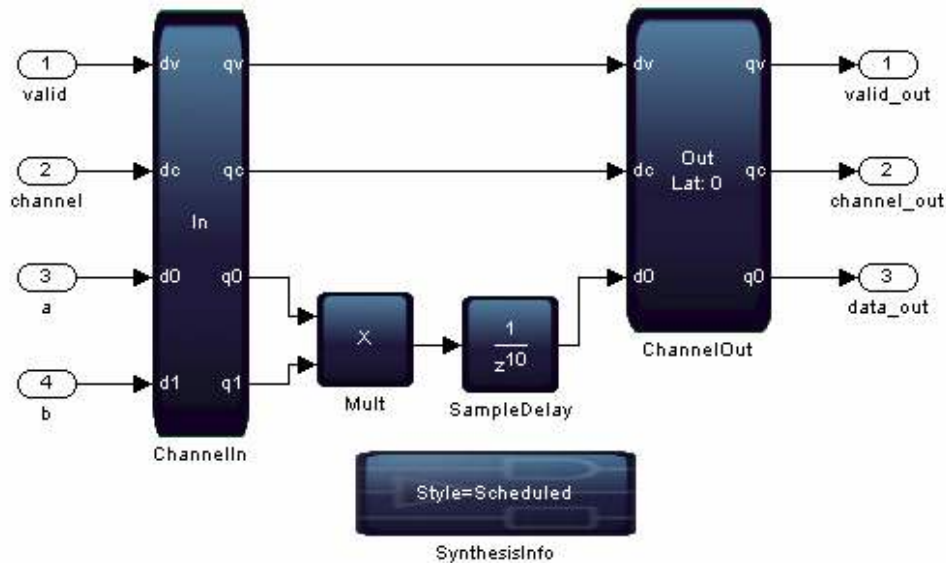 1
valid
2
channel
3
a
4
b
dv qv
dc qc
In
d0 q0
d1 q1
ChannelIn
X
Mult
1
z10
SampleDelay
dv qv
Out
dc qc
Lat: 0
d0 q0
ChannelOut
1
valid_out
2
channel_out
3
data_out
Style=Scheduled
SynthesisInfo